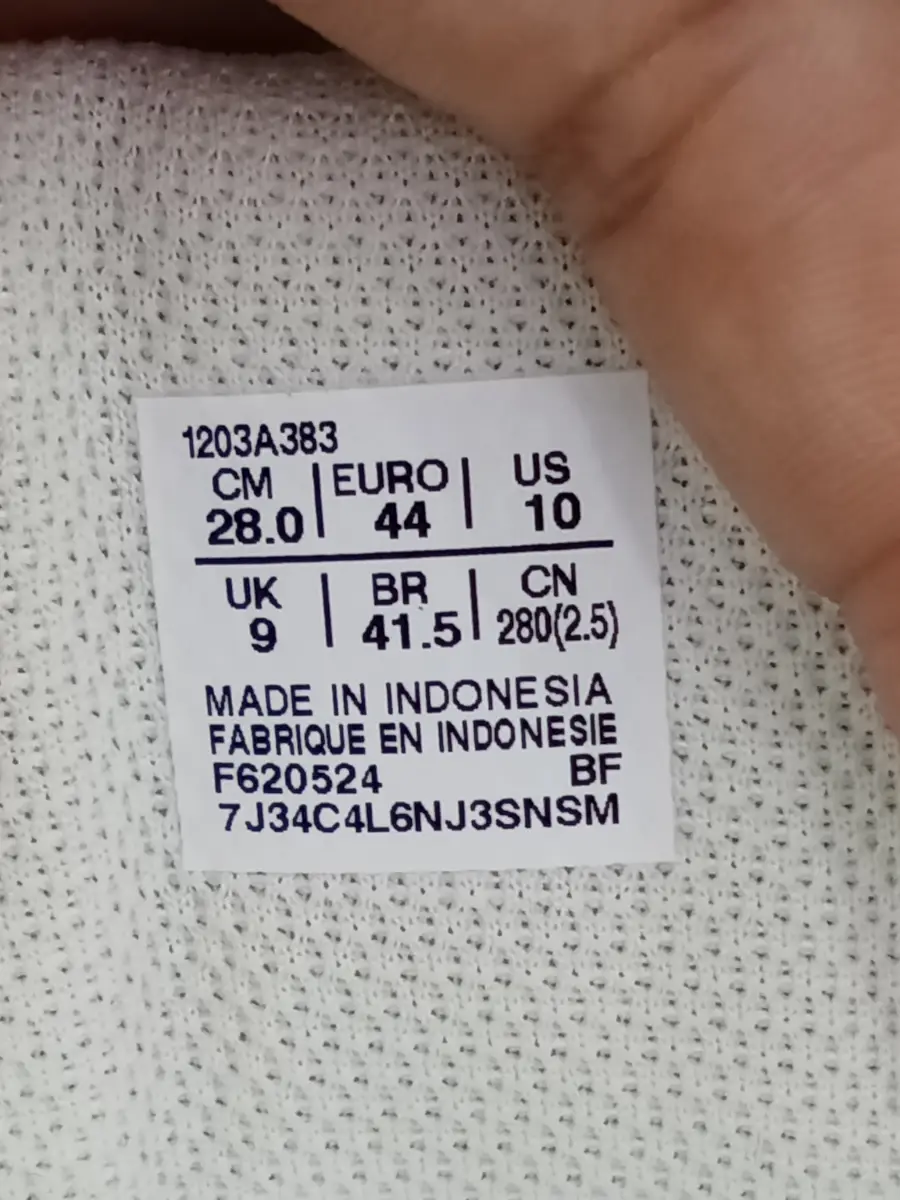 1203A383
CM | EURO | US
28.0 | 44 | 10
UK | BR | CN
9 | 41.5 | 280(2.5)
MADE IN INDONESIA
FABRIQUE EN INDONESIE
F620524 BF
7J34C4L6NJ3SNSM